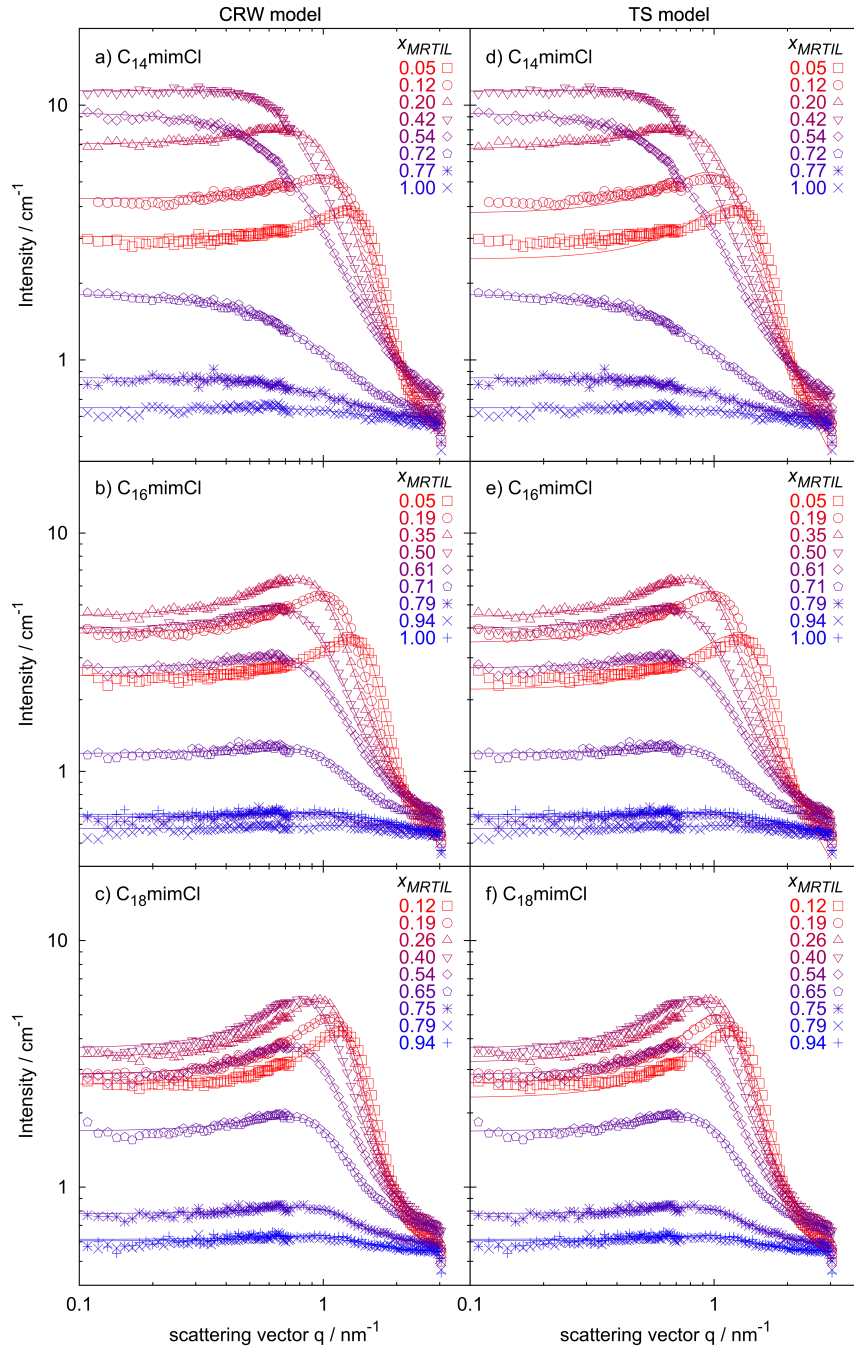 CRW model
TS model
a) C14mimCl
xMRTIL
0.05
0.12
0.20
0.42
0.54
0.72
0.77
1.00
d) C14mimCl
xMRTIL
0.05
0.12
0.20
0.42
0.54
0.72
0.77
1.00
10
1
Intensity / cm-1
b) C16mimCl
xMRTIL
0.05
0.19
0.35
0.50
0.61
0.71
0.79
0.94
1.00
e) C16mimCl
xMRTIL
0.05
0.19
0.35
0.50
0.61
0.71
0.79
0.94
1.00
10
1
Intensity / cm-1
c) C18mimCl
xMRTIL
0.12
0.19
0.26
0.40
0.54
0.65
0.75
0.79
0.94
f) C18mimCl
xMRTIL
0.12
0.19
0.26
0.40
0.54
0.65
0.75
0.79
0.94
10
1
Intensity / cm-1
0.1 1 0.1 1
scattering vector q / nm-1
scattering vector q / nm-1